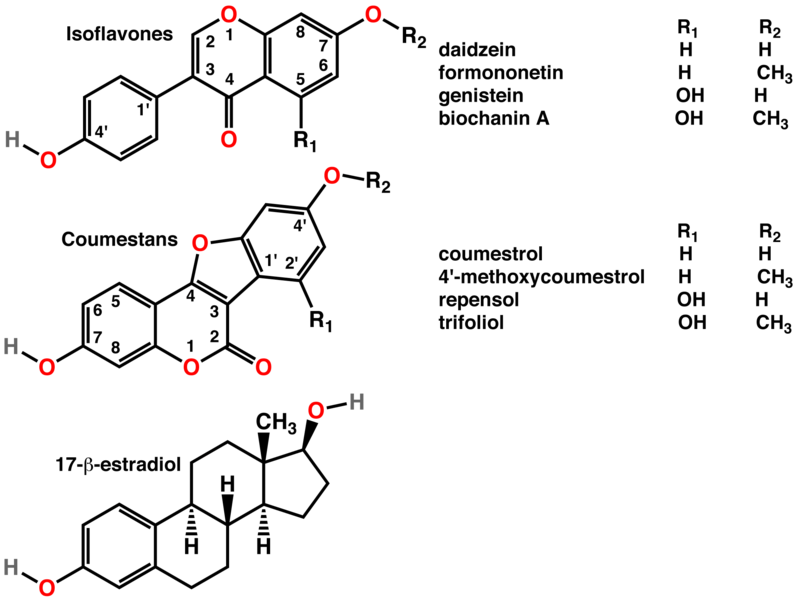 Isoflavones
O
O
R₂
1
2
3
4
5
6
7
8
1'
4'
O
R₁
H
O
R₁ R₂
daidzein H H
formononetin H CH₃
genistein OH H
biochanin A OH CH₃
Coumestans
O
R₂
4'
O
1'
2'
R₁
4
3
5
6
7
8
1
2
O
O
H
O
R₁ R₂
coumestrol H H
4'-methoxycoumestrol H CH₃
repensol OH H
trifoliol OH CH₃
17-β-estradiol
CH₃
O
H
H
H
H
H
O